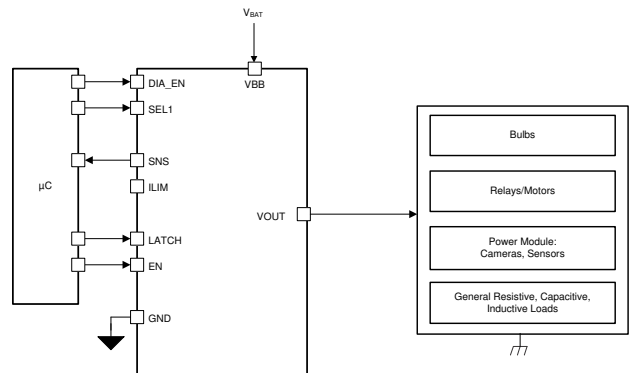 VBAT
DIA_EN
VBB
SEL1
Bulbs
SNS
µC
ILIM
Relays/Motors
VOUT
LATCH
Power Module:
Cameras, Sensors
EN
General Resistive, Capacitive,
Inductive Loads
GND